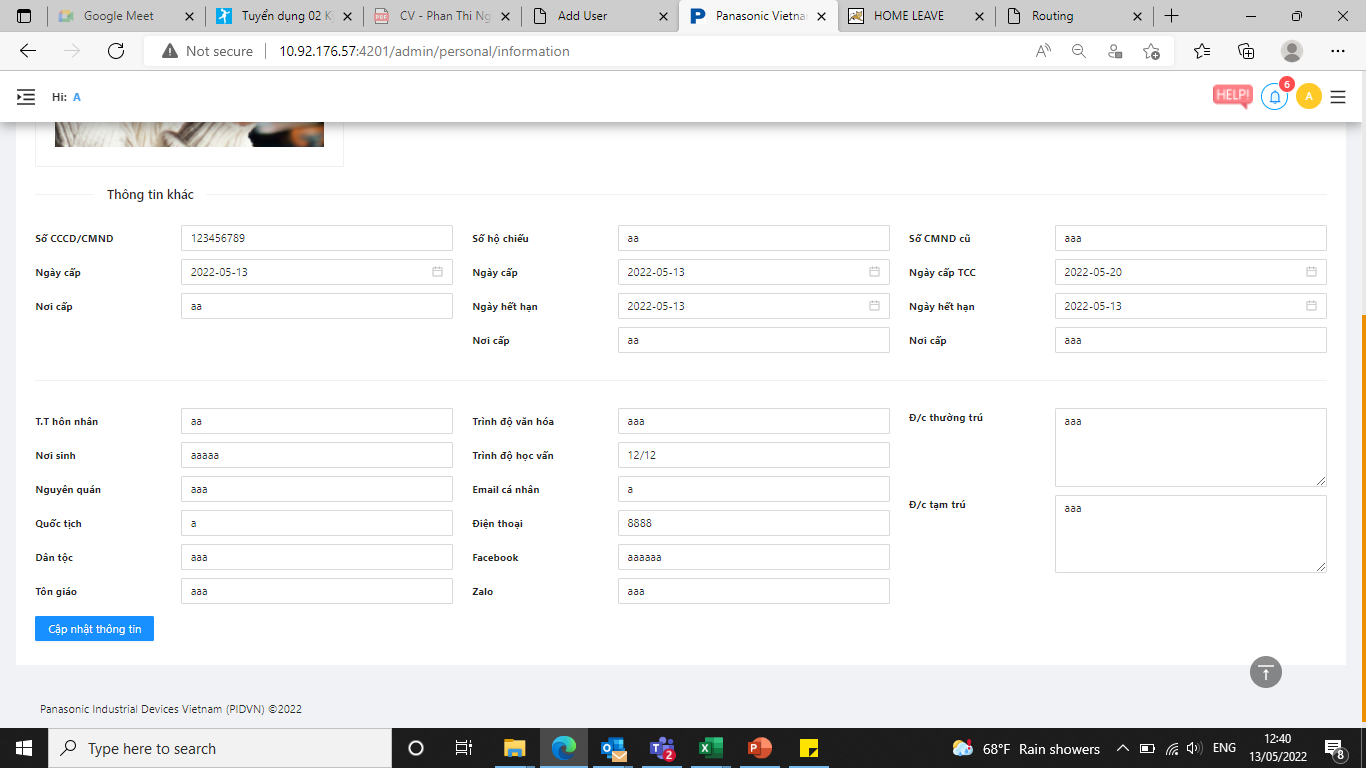 Google Meet
Tuyển dụng 02 K
CV - Phan Thi Ng
Add User
Panasonic Vietna
HOME LEAVE
Routing
Not secure
10.92.176.57:4201/admin/personal/information
Hi: A
HELP!
6
A
Thông tin khác
Số CCCD/CMND 123456789 Số hộ chiếu aa Số CMND cũ aaa
Ngày cấp 2022-05-13 Ngày cấp 2022-05-13 Ngày cấp TCC 2022-05-20
Nơi cấp aa Ngày hết hạn 2022-05-13 Ngày hết hạn 2022-05-13
Nơi cấp aa Nơi cấp aaa
T.T hôn nhân aa Trình độ văn hóa aaa Đ/c thường trú aaa
Nơi sinh aaaaa Trình độ học vấn 12/12
Nguyên quán aaa Email cá nhân a
Quốc tịch a Điện thoại 8888 Đ/c tạm trú aaa
Dân tộc aaa Facebook aaaaaa
Tôn giáo aaa Zalo aaa
Cập nhật thông tin
Panasonic Industrial Devices Vietnam (PIDVN) ©2022
Type here to search
2
68°F Rain showers
ENG
12:40
13/05/2022
8